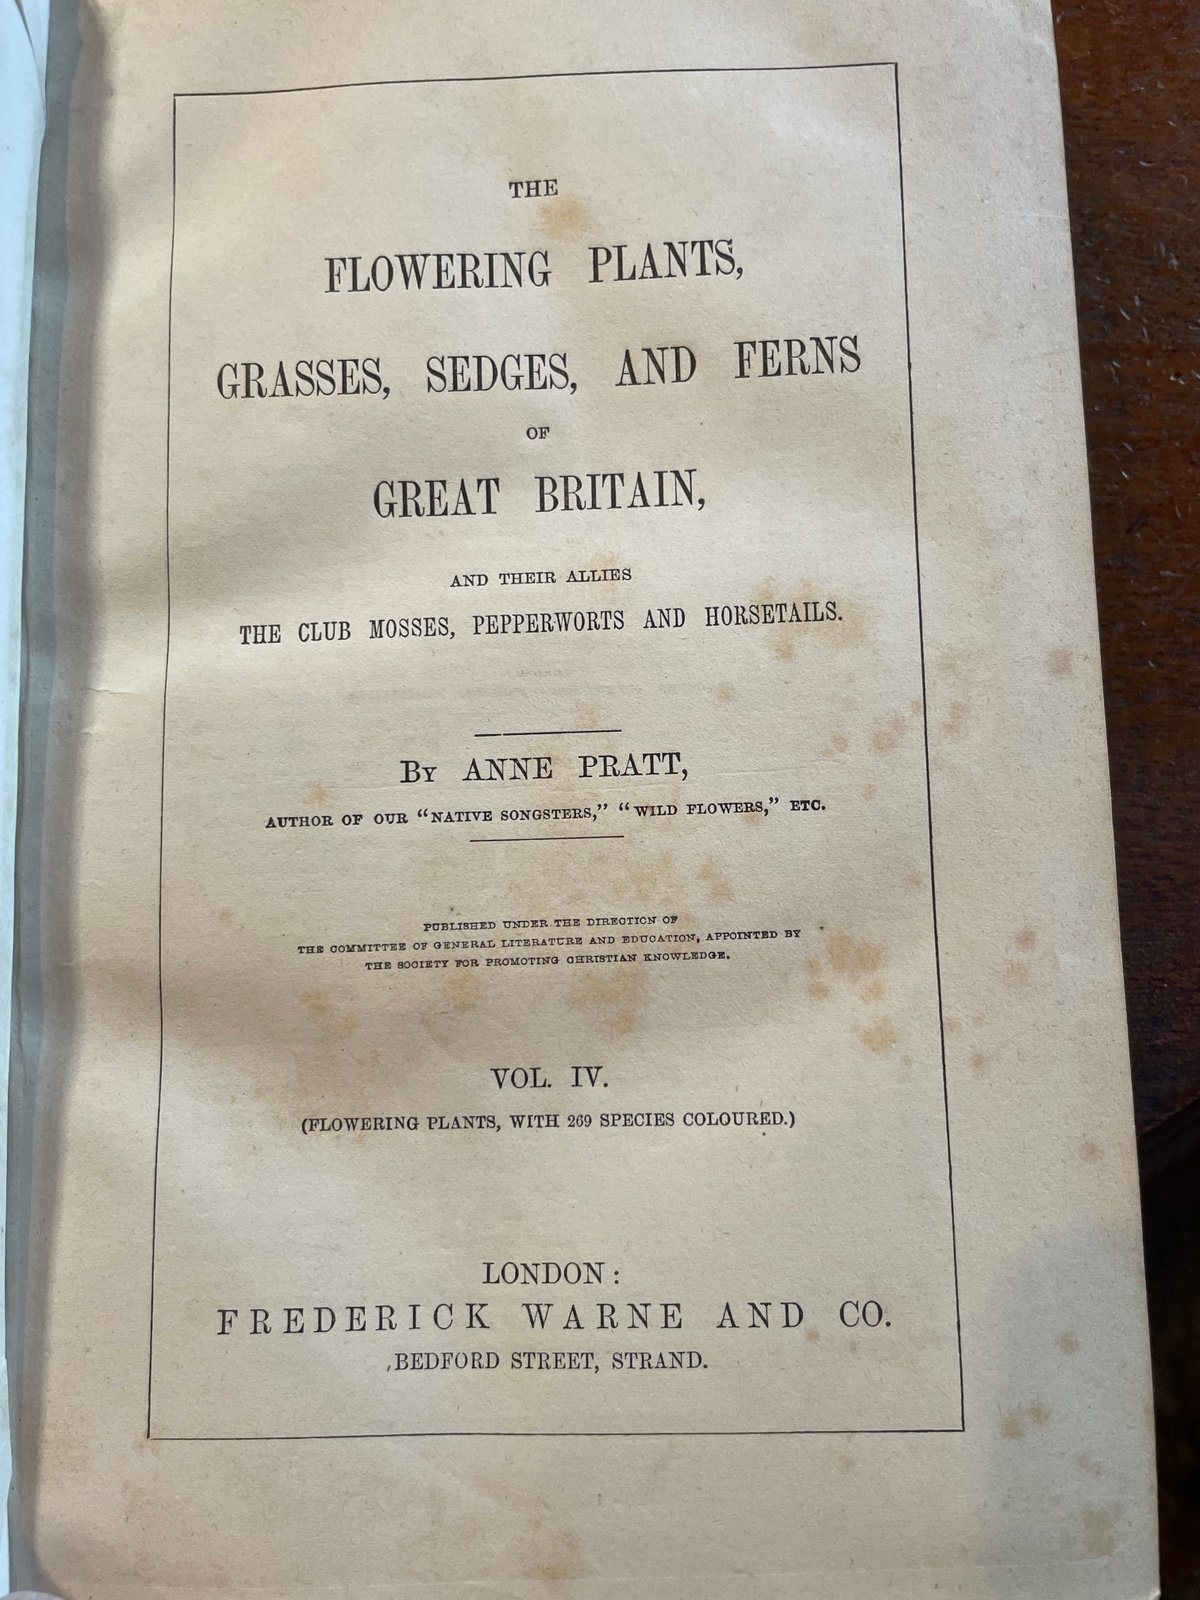 THE
FLOWERING PLANTS,
GRASSES, SEDGES, AND FERNS
OF
GREAT BRITAIN,
AND THEIR ALLIES
THE CLUB MOSSES, PEPPERWORTS AND HORSETAILS.
BY ANNE PRATT,
AUTHOR OF OUR “NATIVE SONGSTERS,” “WILD FLOWERS,” ETC.
PUBLISHED UNDER THE DIRECTION OF
THE COMMITTEE OF GENERAL LITERATURE AND EDUCATION, APPOINTED BY
THE SOCIETY FOR PROMOTING CHRISTIAN KNOWLEDGE.
VOL. IV.
(FLOWERING PLANTS, WITH 269 SPECIES COLOURED.)
LONDON:
FREDERICK WARNE AND CO.
BEDFORD STREET, STRAND.